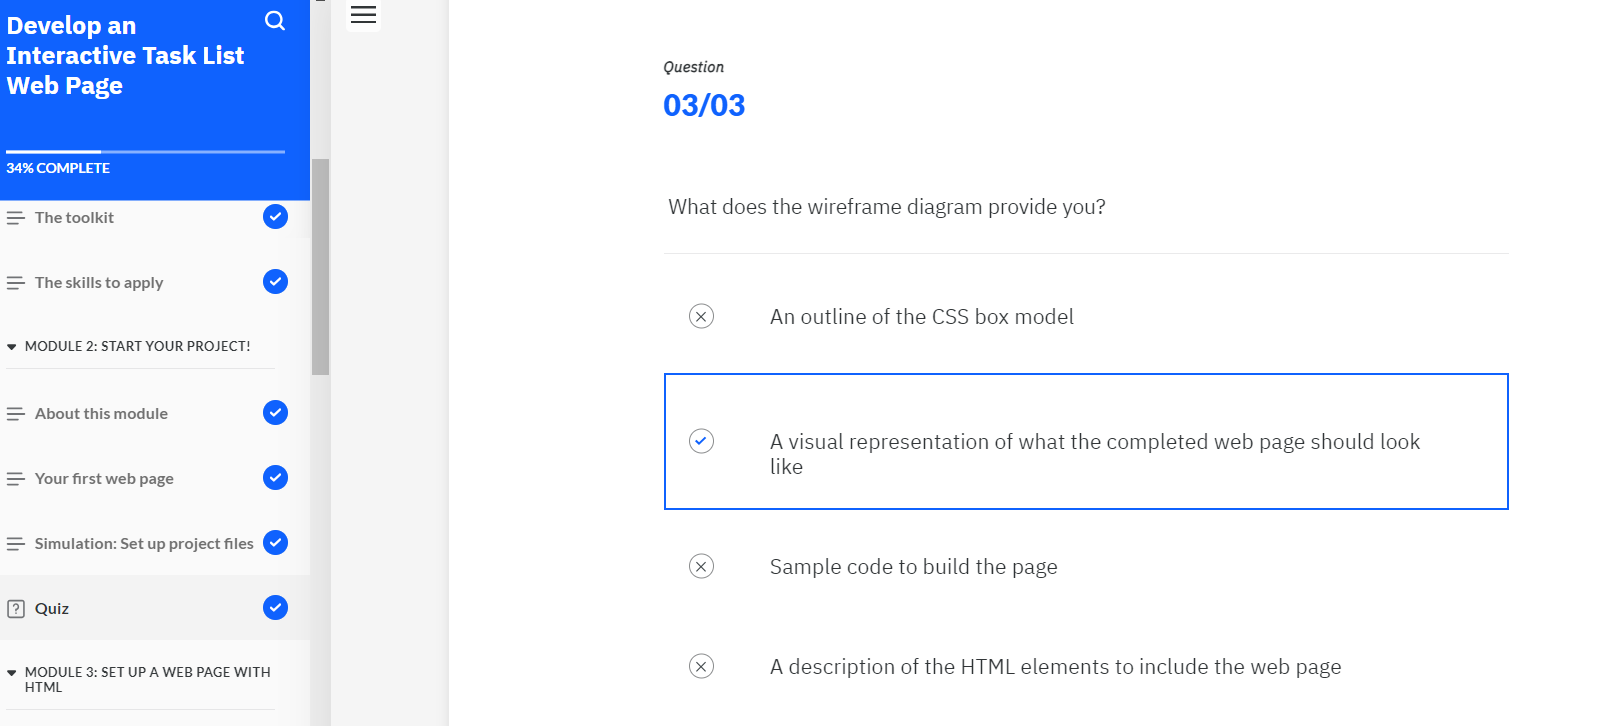 Develop an
Interactive Task List
Web Page
34% COMPLETE
The toolkit
The skills to apply
MODULE 2: START YOUR PROJECT!
About this module
Your first web page
Simulation: Set up project files
Quiz
MODULE 3: SET UP A WEB PAGE WITH
HTML
Question
03/03
What does the wireframe diagram provide you?
An outline of the CSS box model
A visual representation of what the completed web page should look
like
Sample code to build the page
A description of the HTML elements to include the web page